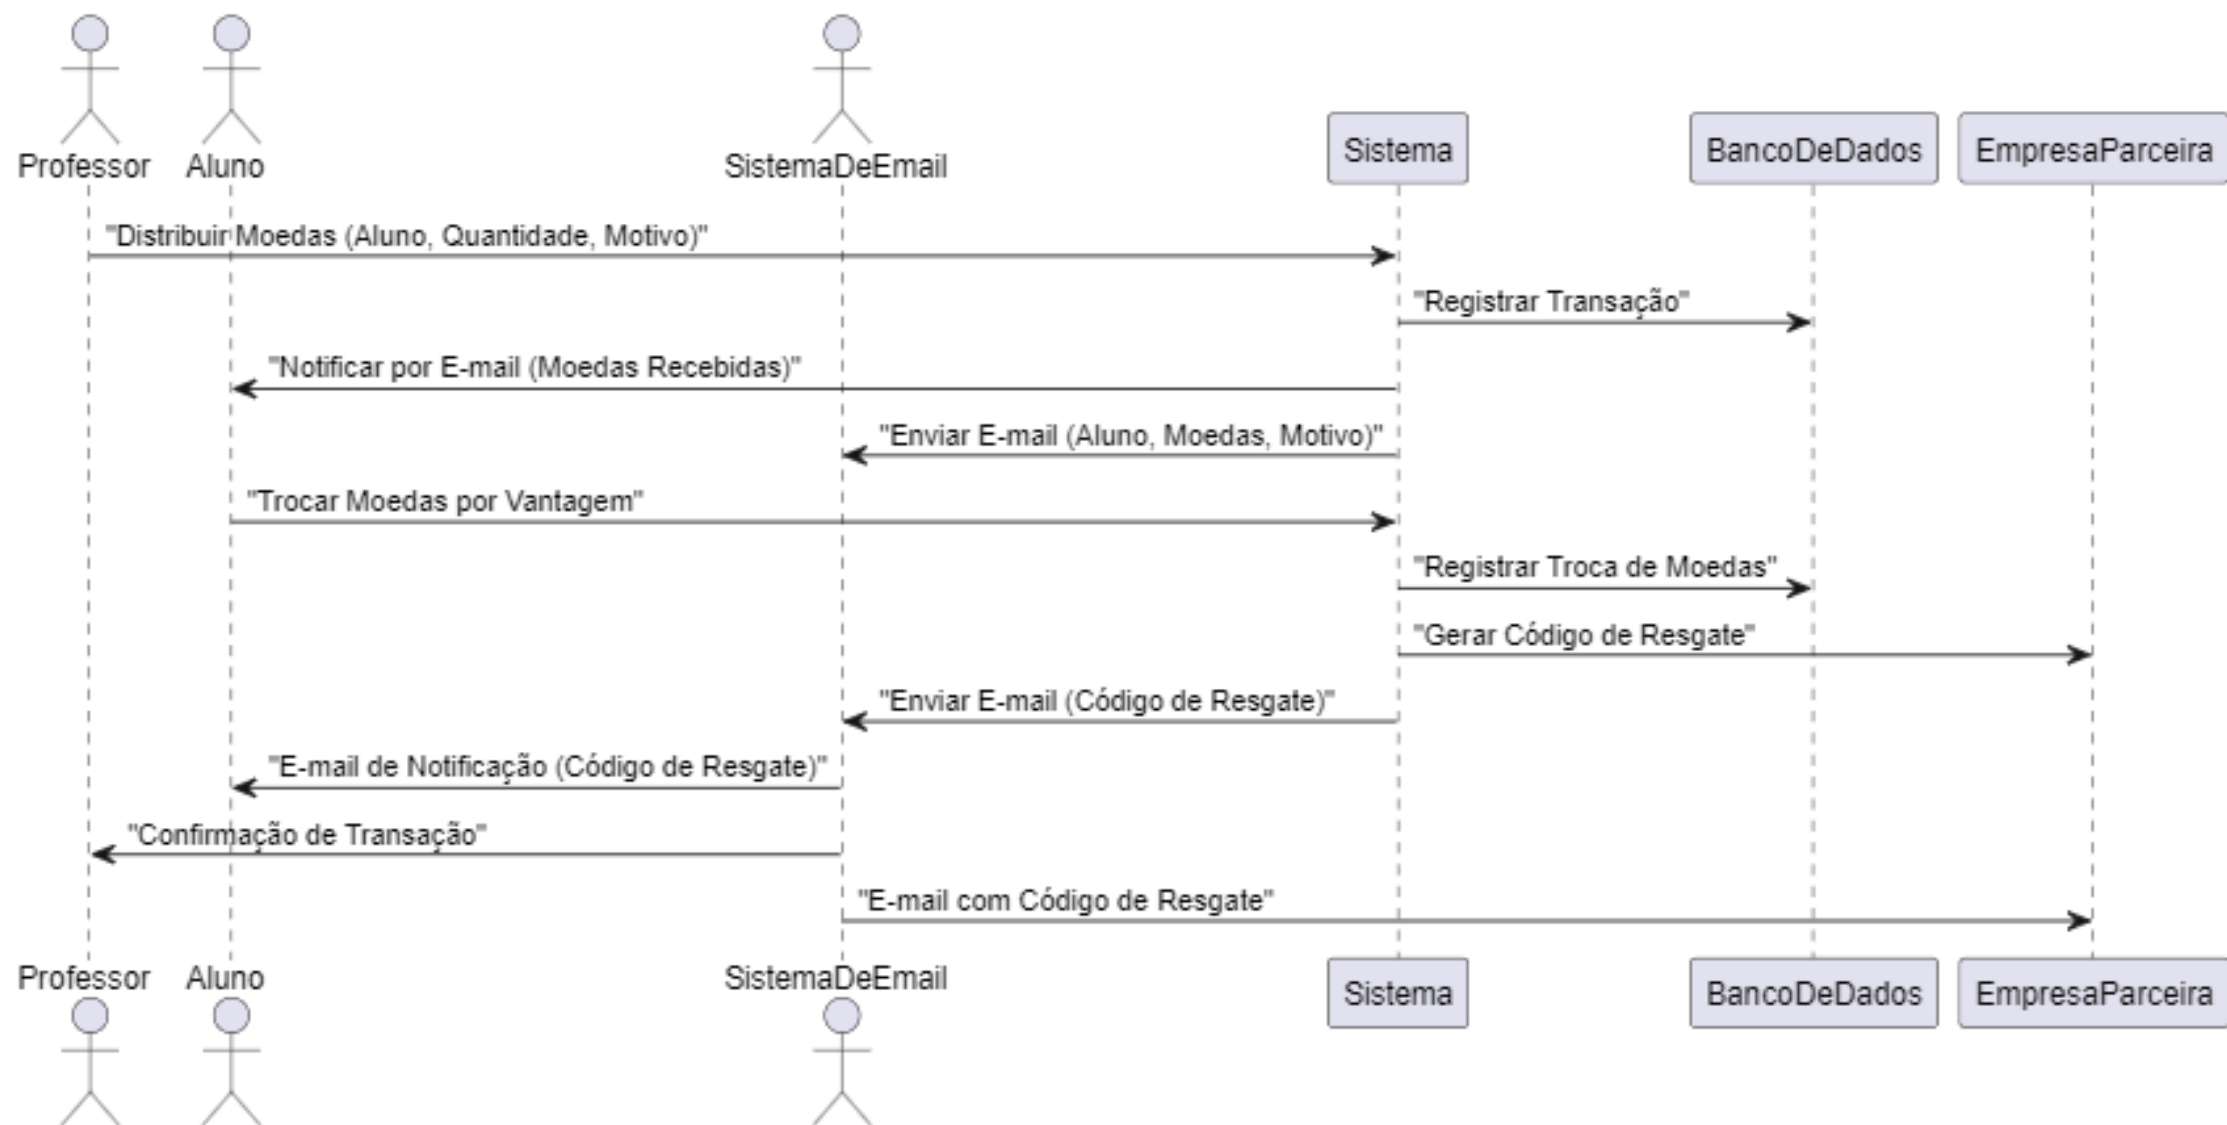 Professor
Aluno
SistemaDeEmail
Sistema
BancoDeDados
EmpresaParceira
"Distribuir Moedas (Aluno, Quantidade, Motivo)"
"Registrar Transação"
"Notificar por E-mail (Moedas Recebidas)"
"Enviar E-mail (Aluno, Moedas, Motivo)"
"Trocar Moedas por Vantagem"
"Registrar Troca de Moedas"
"Gerar Código de Resgate"
"Enviar E-mail (Código de Resgate)"
"E-mail de Notificação (Código de Resgate)"
"Confirmação de Transação"
"E-mail com Código de Resgate"
Professor
Aluno
SistemaDeEmail
Sistema
BancoDeDados
EmpresaParceira